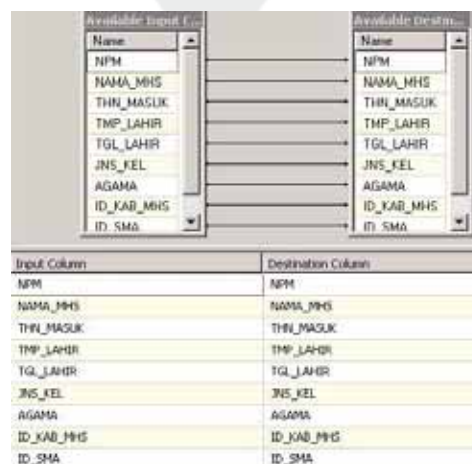 Available Input C... Available Destin...
Name Name
NPM NPM
NAMA_MHS NAMA_MHS
THN_MASUK THN_MASUK
TMP_LAHIR TMP_LAHIR
TGL_LAHIR TGL_LAHIR
JNS_KEL JNS_KEL
AGAMA AGAMA
ID_KAB_MHS ID_KAB_MHS
ID_SMA ID_SMA
Input Column Destination Column
NPM NPM
NAMA_MHS NAMA_MHS
THN_MASUK THN_MASUK
TMP_LAHIR TMP_LAHIR
TGL_LAHIR TGL_LAHIR
JNS_KEL JNS_KEL
AGAMA AGAMA
ID_KAB_MHS ID_KAB_MHS
ID_SMA ID_SMA